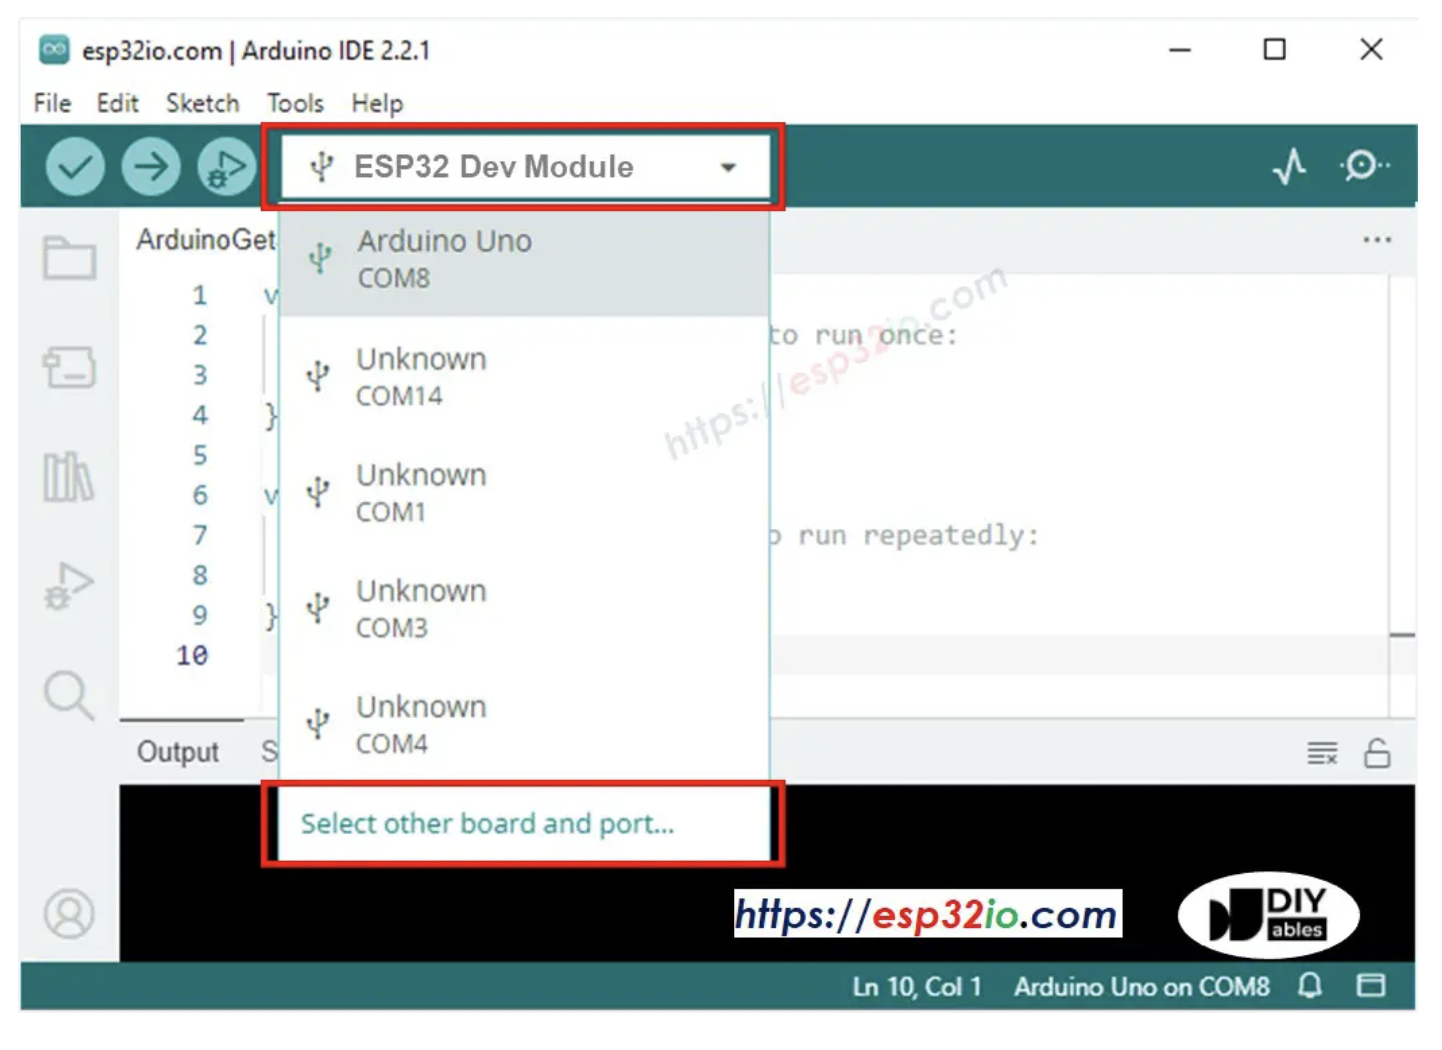 esp32io.com | Arduino IDE 2.2.1
File Edit Sketch Tools Help
ESP32 Dev Module
ArduinoGet
Arduino Uno
COM8
1 v
2 to run once:
3
4 }
5
6 v
7 run repeatedly:
8
9 }
10
Unknown
COM14
Unknown
COM1
Unknown
COM3
Unknown
COM4
https://esp32io.com
Output S
Select other board and port...
https://esp32io.com
DIY
ables
Ln 10, Col 1 Arduino Uno on COM8